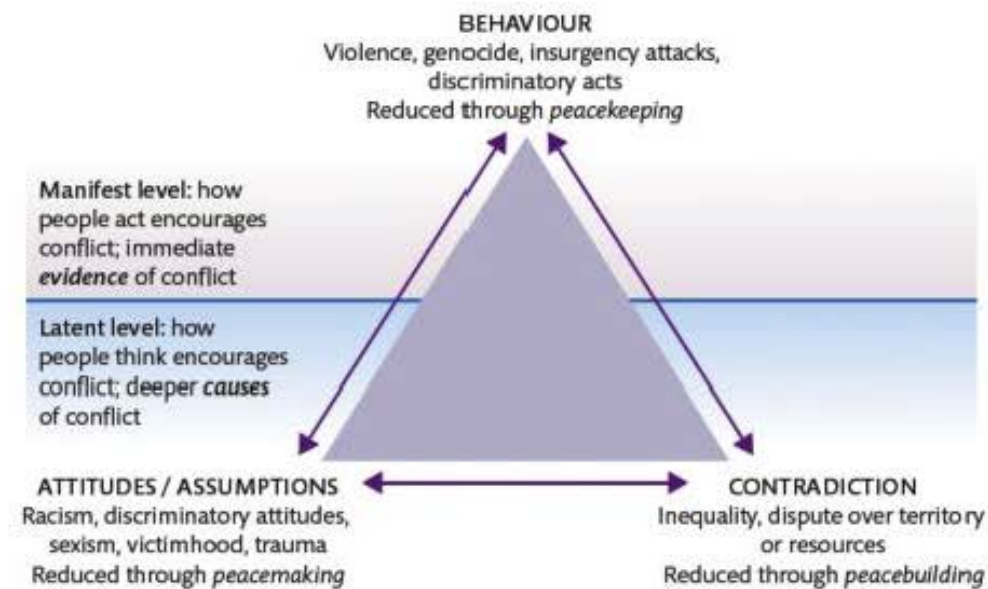 BEHAVIOUR
Violence, genocide, insurgency attacks,
discriminatory acts
Reduced through peacekeeping
Manifest level: how
people act encourages
conflict; immediate
evidence of conflict
Latent level: how
people think encourages
conflict; deeper causes
of conflict
ATTITUDES / ASSUMPTIONS
Racism, discriminatory attitudes,
sexism, victimhood, trauma
Reduced through peacemaking
CONTRADICTION
Inequality, dispute over territory
or resources
Reduced through peacebuilding